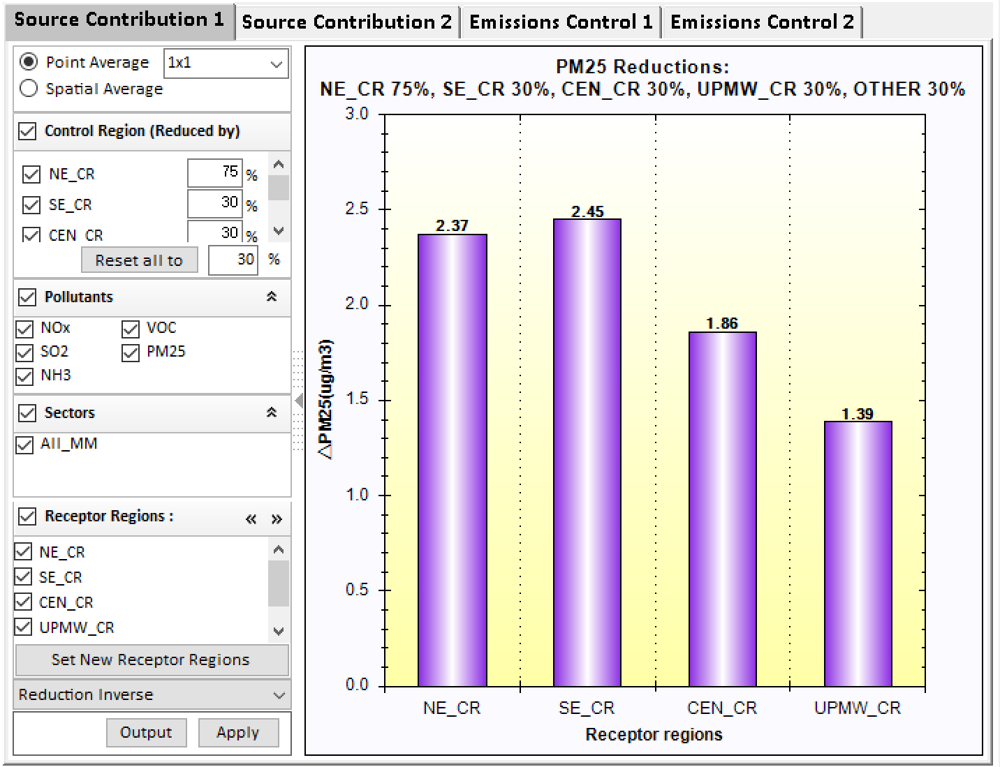 Source Contribution 1
Source Contribution 2
Emissions Control 1
Emissions Control 2
Point Average
1x1
Spatial Average
Control Region (Reduced by)
NE_CR 75 %
SE_CR 30 %
CEN_CR 30 %
Reset all to 30 %
Pollutants
NOx VOC
SO2 PM25
NH3
Sectors
All_MM
Receptor Regions :
NE_CR
SE_CR
CEN_CR
UPMW_CR
Set New Receptor Regions
Reduction Inverse
Output Apply
PM25 Reductions:
NE_CR 75%, SE_CR 30%, CEN_CR 30%, UPMW_CR 30%, OTHER 30%
△PM25(ug/m3)
3.0
2.5
2.0
1.5
1.0
0.5
0.0
2.37
2.45
1.86
1.39
NE_CR SE_CR CEN_CR UPMW_CR
Receptor regions